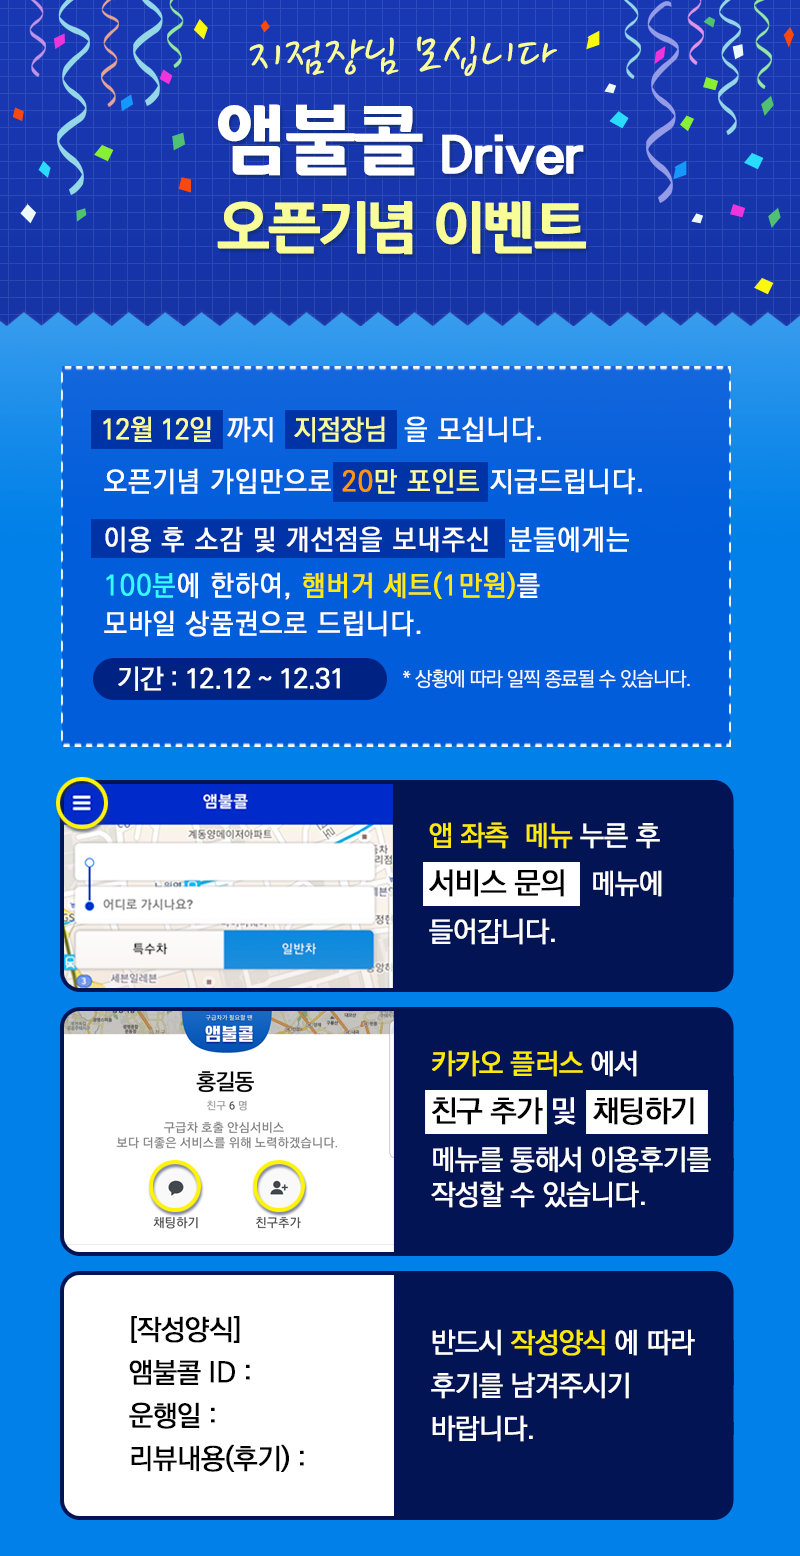 지점장님 모십니다
앰불콜 Driver
오픈기념 이벤트
12월 12일 까지 지점장님 을 모십니다.
오픈기념 가입만으로 20만 포인트 지급드립니다.
이용 후 소감 및 개선점을 보내주신 분들에게는
100분에 한하여, 햄버거 세트(1만원)를
모바일 상품권으로 드립니다.
기간 : 12.12 ~ 12.31
* 상황에 따라 일찍 종료될 수 있습니다.
앰불콜
계동양메이저아파트
어디로 가시나요?
특수차 일반차
세븐일레븐
3
앱 좌측 메뉴 누른 후
서비스 문의 메뉴에
들어갑니다.
구급차가 필요할 땐
앰불콜
홍길동
친구 6 명
구급차 호출 안심서비스
보다 더좋은 서비스를 위해 노력하겠습니다.
채팅하기 친구추가
카카오 플러스 에서
친구 추가 및 채팅하기
메뉴를 통해서 이용후기를
작성할 수 있습니다.
[작성양식]
앰불콜 ID :
운행일 :
리뷰내용(후기) :
반드시 작성양식 에 따라
후기를 남겨주시기
바랍니다.